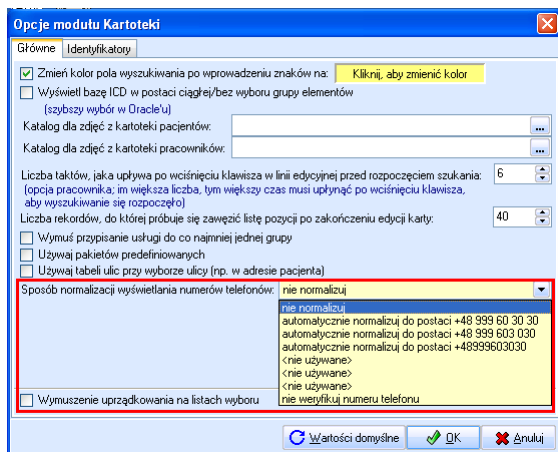 Opcje modułu Kartoteki
Główne Identyfikatory
Zmień kolor pola wyszukiwania po wprowadzeniu znaków na: Kliknij, aby zmienić kolor
Wyświetl bazę ICD w postaci ciągłej/bez wyboru grupy elementów
(szybszy wybór w Oracle'u)
Katalog dla zdjęć z kartoteki pacjentów: ...
Katalog dla zdjęć z kartoteki pracowników: ...
Liczba taktów, jaka upływa po wciśnięciu klawisza w linii edycyjnej przed rozpoczęciem szukania: 6
(opcja pracownika; im większa liczba, tym większy czas musi upłynąć po wciśnięciu klawisza,
aby wyszukiwanie się rozpoczęło)
Liczba rekordów, do której próbuje się zawęzić listę pozycji po zakończeniu edycji karty: 40
Wymuś przypisanie usługi do co najmniej jednej grupy
Używaj pakietów predefiniowanych
Używaj tabeli ulic przy wyborze ulicy (np. w adresie pacjenta)
Sposób normalizacji wyświetlania numerów telefonów: nie normalizuj
nie normalizuj
automatycznie normalizuj do postaci +48 999 60 30 30
automatycznie normalizuj do postaci +48 999 603 030
automatycznie normalizuj do postaci +48999603030
<nie używane>
<nie używane>
<nie używane>
nie weryfikuj numeru telefonu
Wymuszenie uprządkowania na listach wyboru
Wartości domyślne OK Anuluj